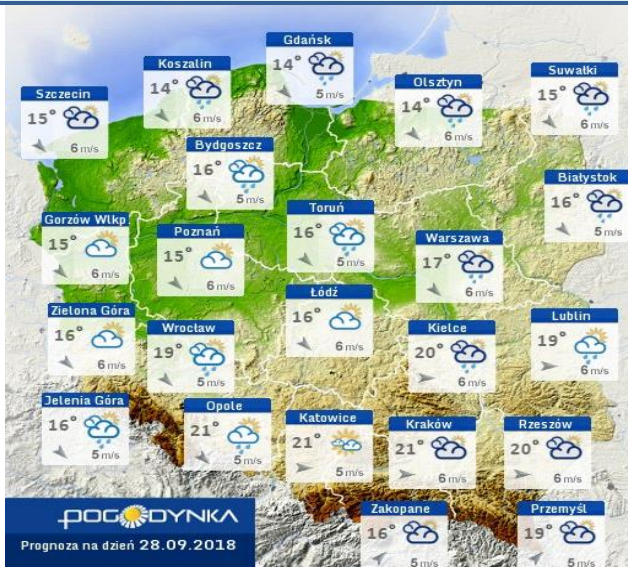 Gdańsk
14°
5 m/s
Koszalin
14°
6 m/s
Suwałki
15°
6 m/s
Olsztyn
14°
6 m/s
Szczecin
15°
6 m/s
Bydgoszcz
16°
5 m/s
Białystok
16°
5 m/s
Toruń
16°
5 m/s
Gorzów Wlkp
15°
6 m/s
Poznań
15°
6 m/s
Warszawa
17°
6 m/s
Łódź
16°
6 m/s
Zielona Góra
16°
6 m/s
Wrocław
19°
5 m/s
Kielce
20°
6 m/s
Lublin
19°
6 m/s
Jelenia Góra
16°
5 m/s
Opole
21°
5 m/s
Katowice
21°
5 m/s
Kraków
21°
6 m/s
Rzeszów
20°
6 m/s
Zakopane
16°
5 m/s
Przemyśl
19°
5 m/s
POGODYNKA
Prognoza na dzień 28.09.2018